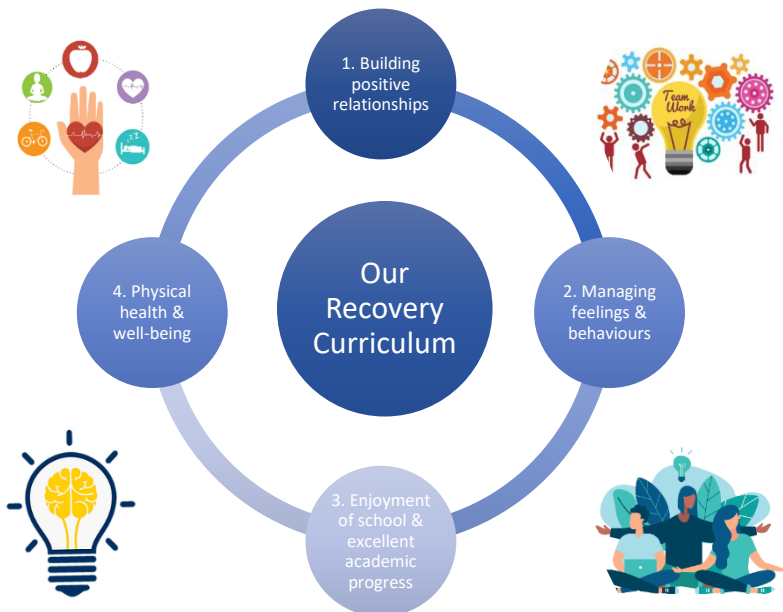 1. Building
positive
relationships
Team
Work
Our
Recovery
Curriculum
4. Physical
health &
well-being
2. Managing
feelings &
behaviours
3. Enjoyment
of school &
excellent
academic
progress